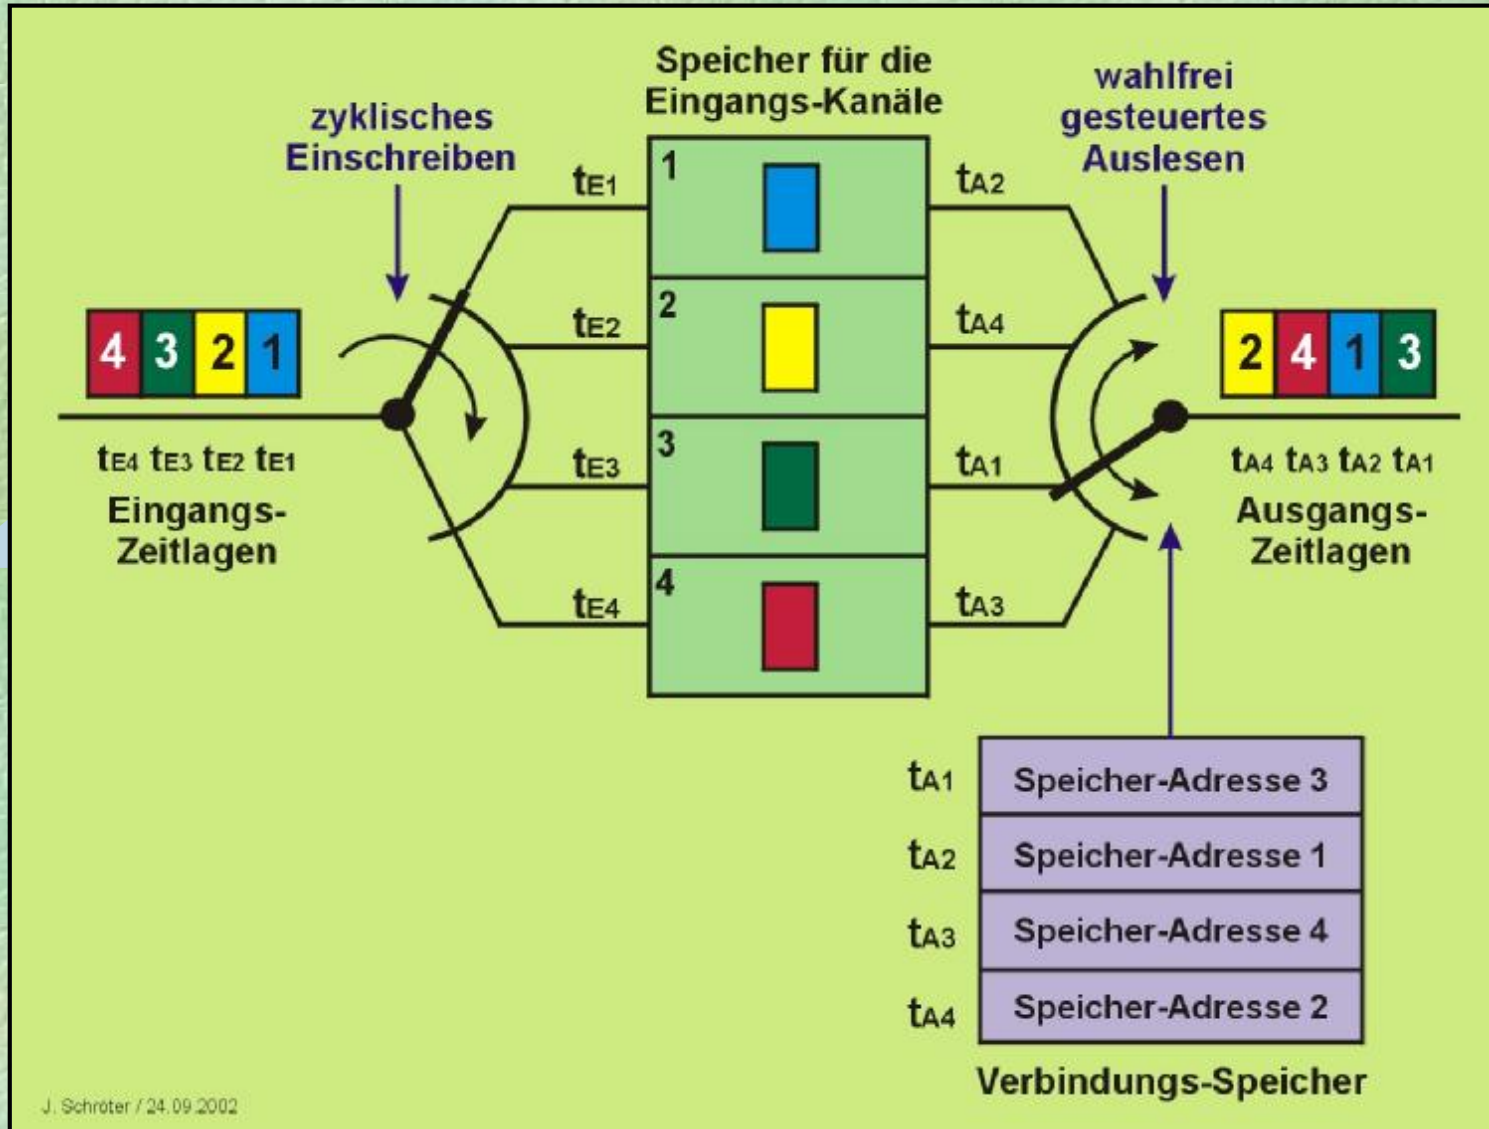 Speicher für die
Eingangs-Kanäle
zyklisches
Einschreiben
wahlfrei
gesteuertes
Auslesen
tE1
1
tA2
tE2
2
tA4
tE3
3
tA1
tE4
4
tA3
4 3 2 1
tE4 tE3 tE2 tE1
Eingangs-
Zeitlagen
2 4 1 3
tA4 tA3 tA2 tA1
Ausgangs-
Zeitlagen
tA1 Speicher-Adresse 3
tA2 Speicher-Adresse 1
tA3 Speicher-Adresse 4
tA4 Speicher-Adresse 2
Verbindungs-Speicher
J. Schröter / 24.09.2002